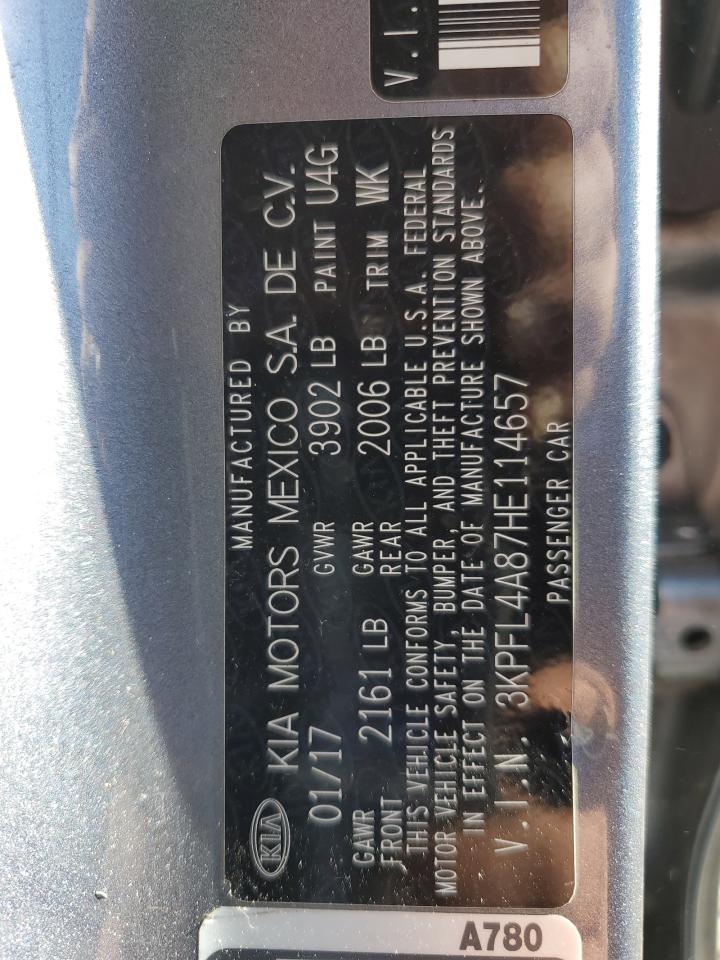 V.I.
MANUFACTURED BY
KIA KIA MOTORS MEXICO S.A. DE C.V.
01/17 GVWR 3902 LB PAINT U4G
GAWR FRONT 2161 LB GAWR REAR 2006 LB TRIM WK
THIS VEHICLE CONFORMS TO ALL APPLICABLE U.S.A. FEDERAL
MOTOR VEHICLE SAFETY, BUMPER, AND THEFT PREVENTION STANDARDS
IN EFFECT ON THE DATE OF MANUFACTURE SHOWN ABOVE.
V.I.N. 3KPFL4A87HE114657
PASSENGER CAR
A780